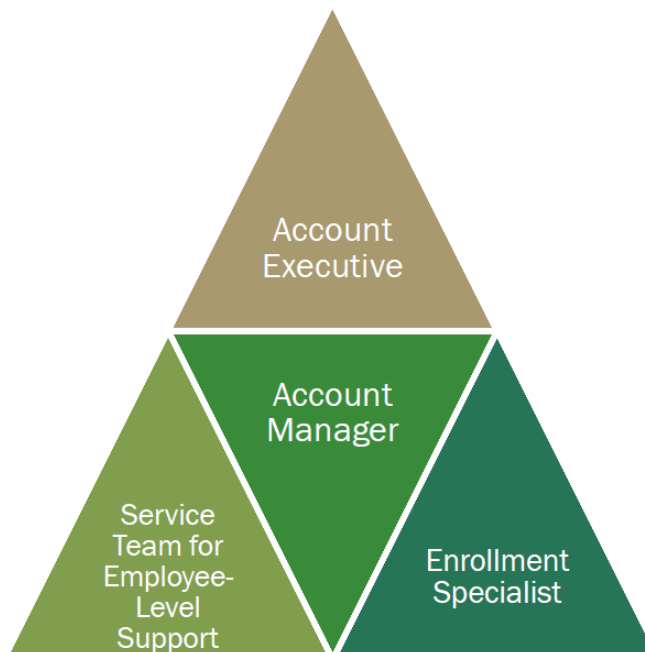 Account
Executive
Account
Manager
Service
Team for
Employee-
Level
Support
Enrollment
Specialist